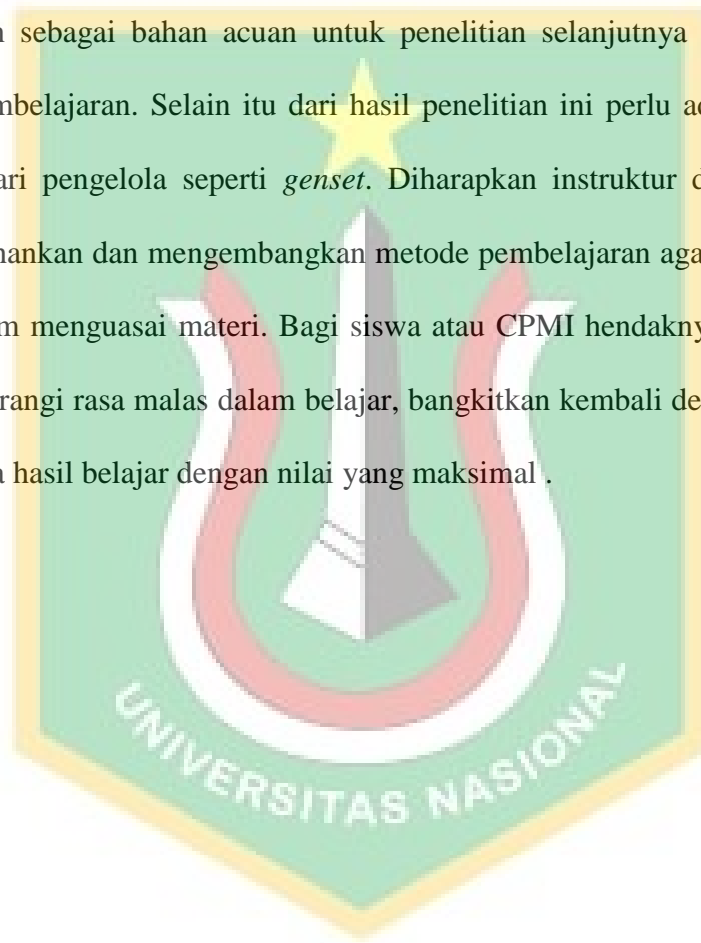 sebagai bahan acuan untuk penelitian selanjutnya
mbelajaran. Selain itu dari hasil penelitian ini perlu a
ari pengelola seperti genset. Diharapkan instruktur d
nankan dan mengembangkan metode pembelajaran aga
m menguasai materi. Bagi siswa atau CPMI hendakny
rangi rasa malas dalam belajar, bangkitkan kembali de
a hasil belajar dengan nilai yang maksimal .
UNIVERSITAS NASIONAL